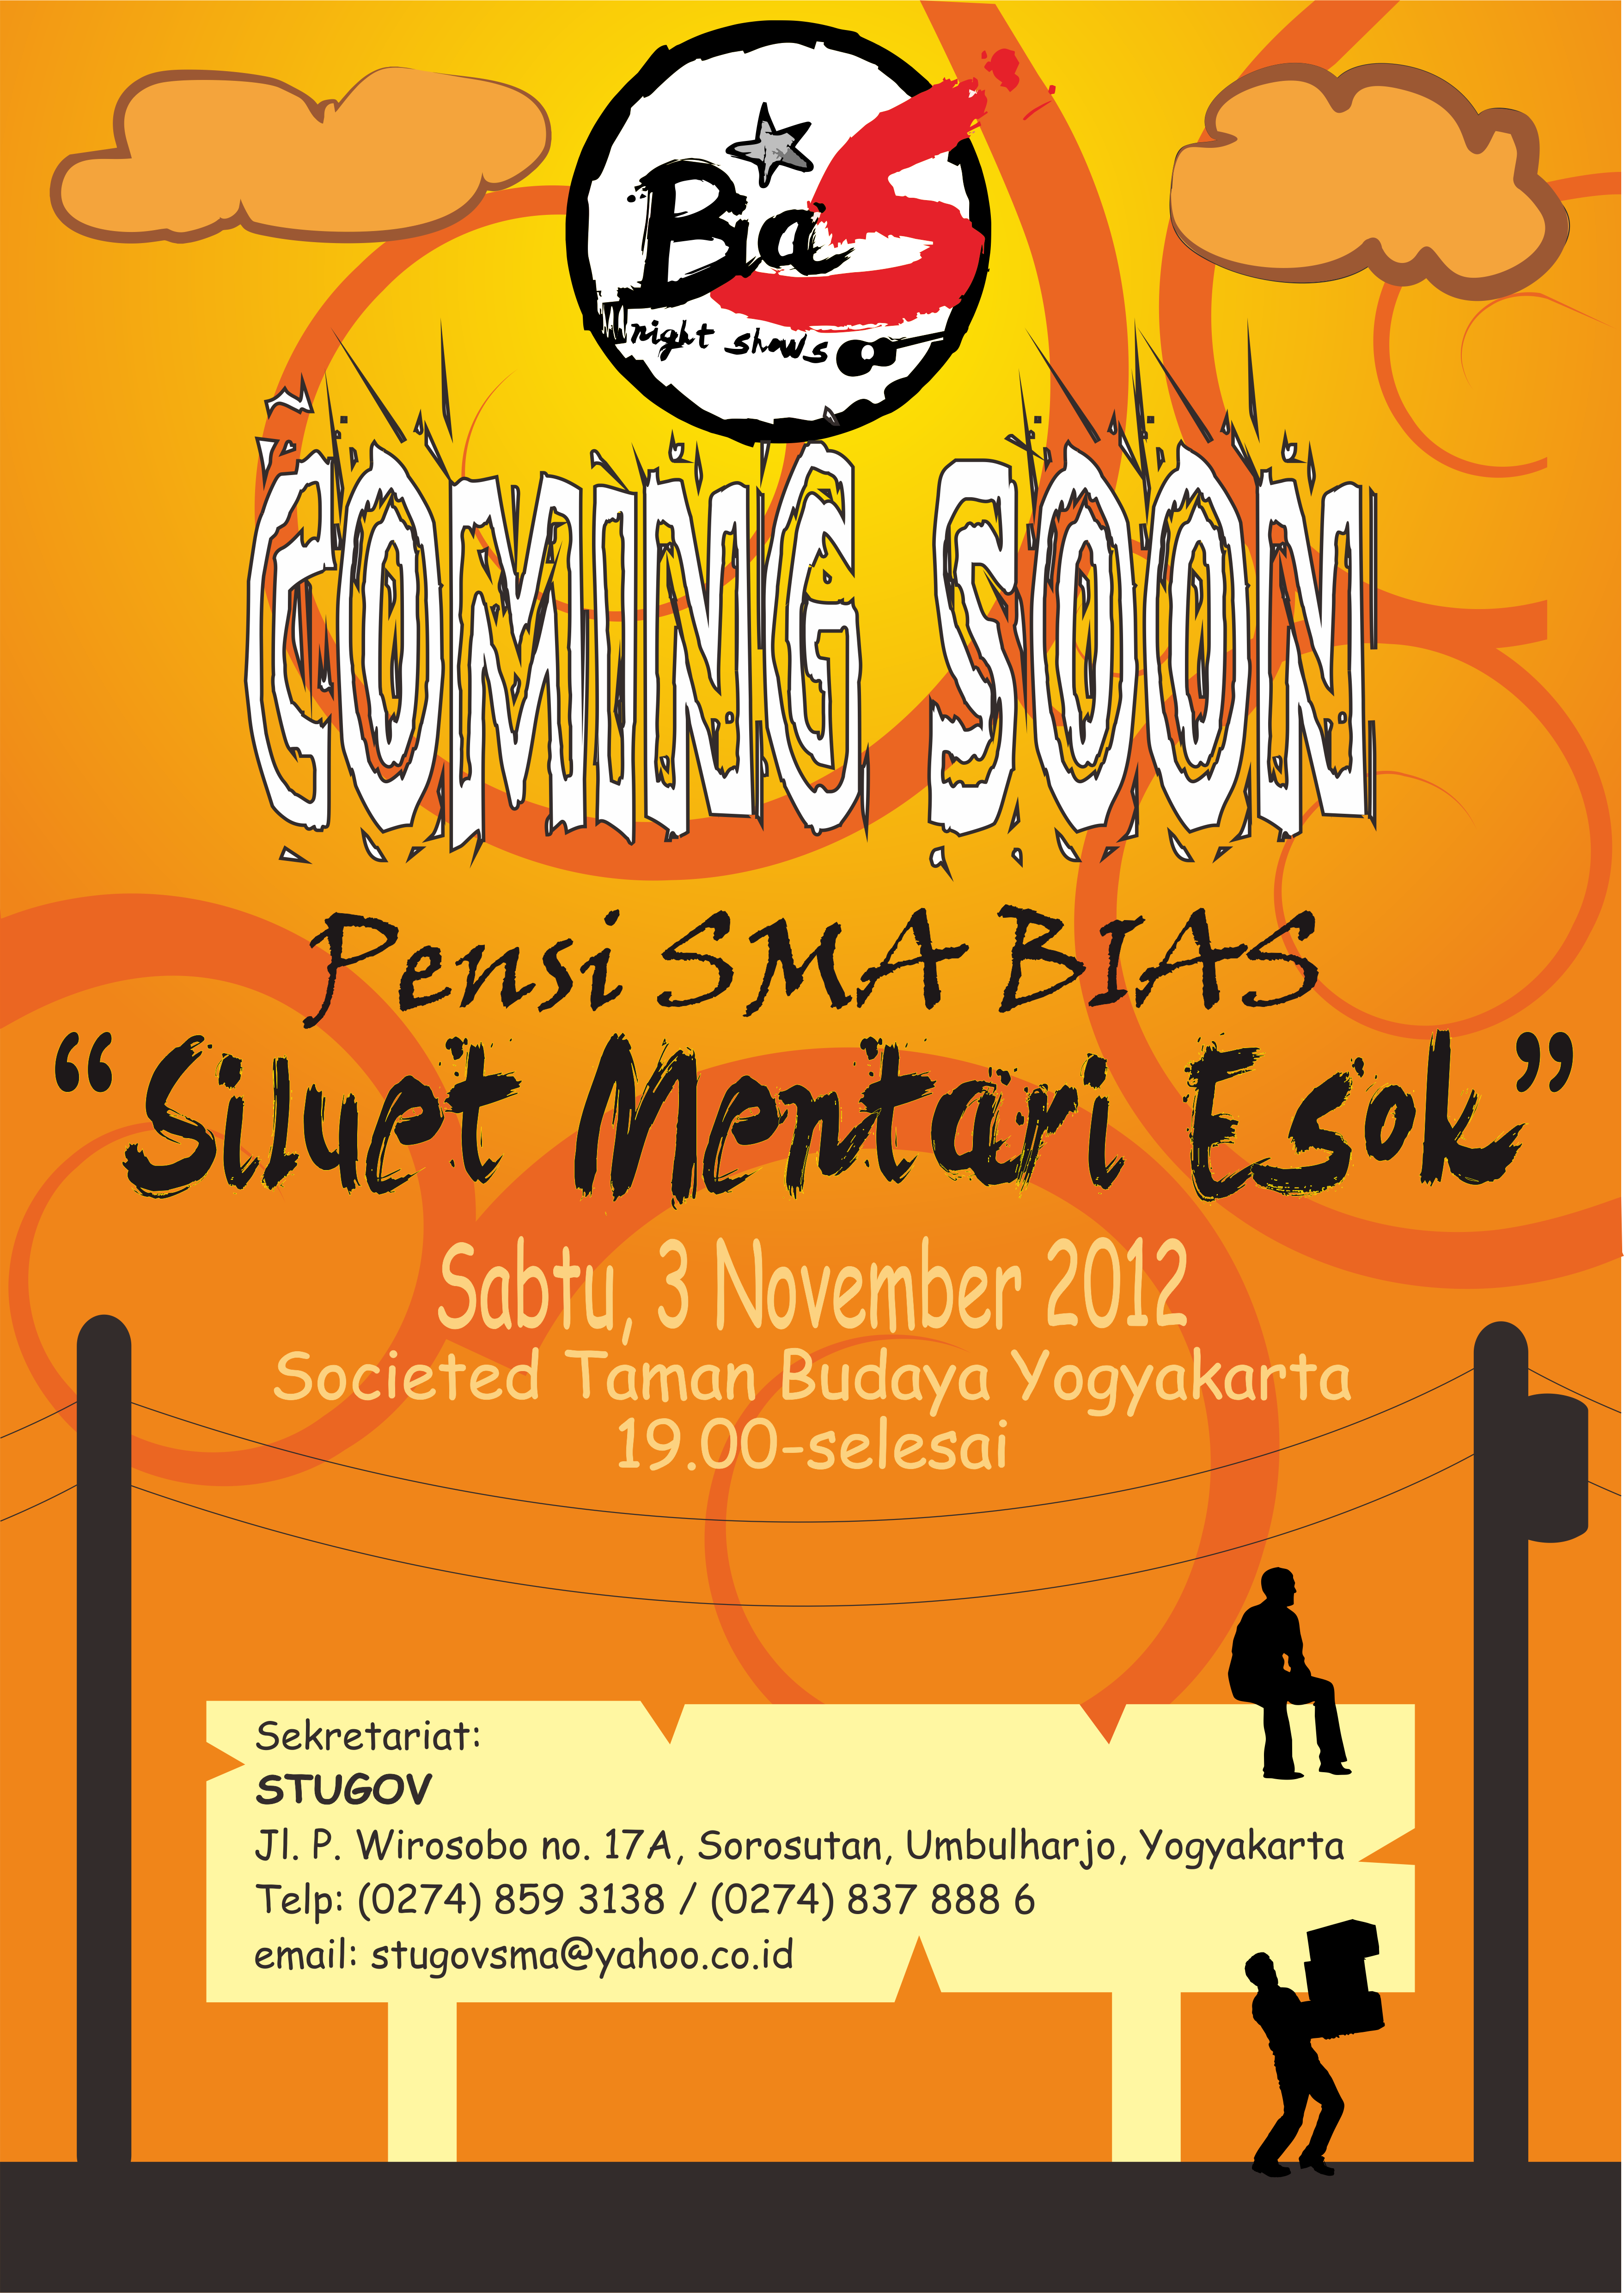 BiaS
night shows
COMING SOON
Pensi SMA BIAS
“Siluet Mentari Esok”
Sabtu, 3 November 2012
Societed Taman Budaya Yogyakarta
19.00-selesai
Sekretariat:
STUGOV
Jl. P. Wirosobo no. 17A, Sorosutan, Umbulharjo, Yogyakarta
Telp: (0274) 859 3138 / (0274) 837 888 6
email: stugovsma@yahoo.co.id